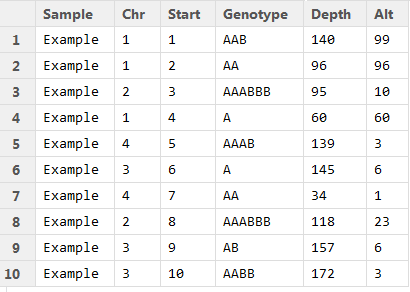 Sample Chr Start Genotype Depth Alt
1 Example 1 1 AAB 140 99
2 Example 1 2 AA 96 96
3 Example 2 3 AAABBB 95 10
4 Example 1 4 A 60 60
5 Example 4 5 AAAB 139 3
6 Example 3 6 A 145 6
7 Example 4 7 AA 34 1
8 Example 2 8 AAABBB 118 23
9 Example 3 9 AB 157 6
10 Example 3 10 AABB 172 3